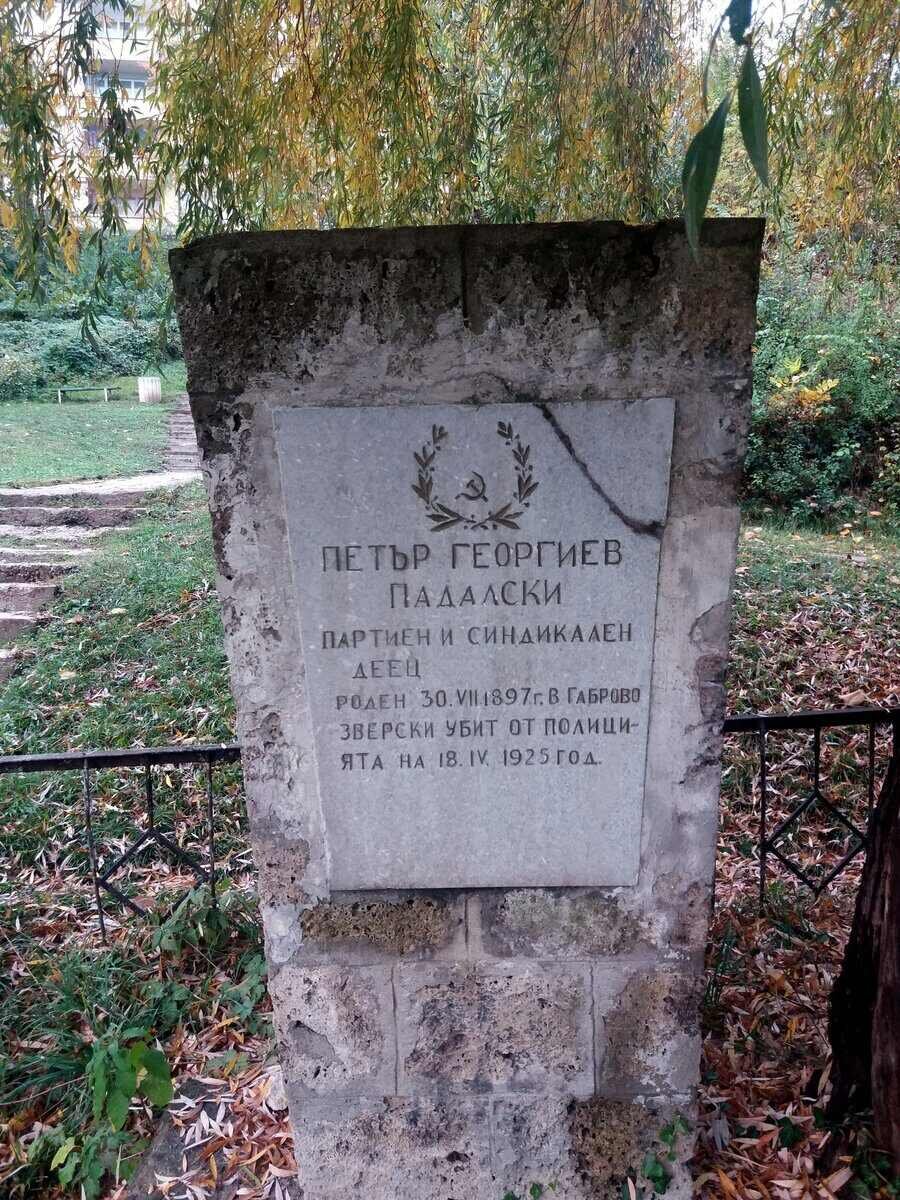 ПЕТЪР ГЕОРГИЕВ
ПАДАЛСКИ
ПАРТИЕН И СИНДИКАЛЕН
ДЕЕЦ
РОДЕН 30.VII 1897г. В ГАБРОВО
ЗВЕРСКИ УБИТ ОТ ПОЛИЦИ-
ЯТА НА 18. IV. 1925 ГОД.